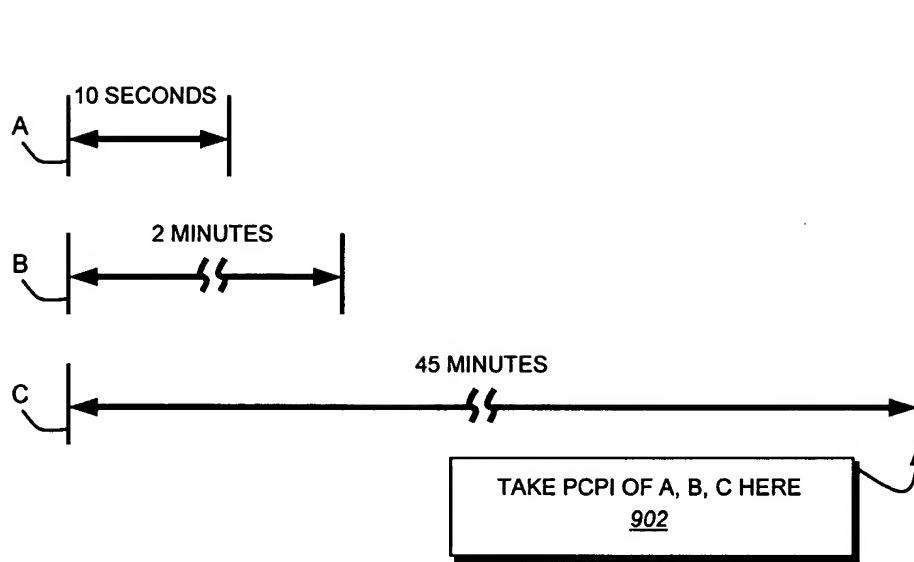 10 SECONDS
A
2 MINUTES
B
45 MINUTES
C
TAKE PCPI OF A, B, C HERE
902